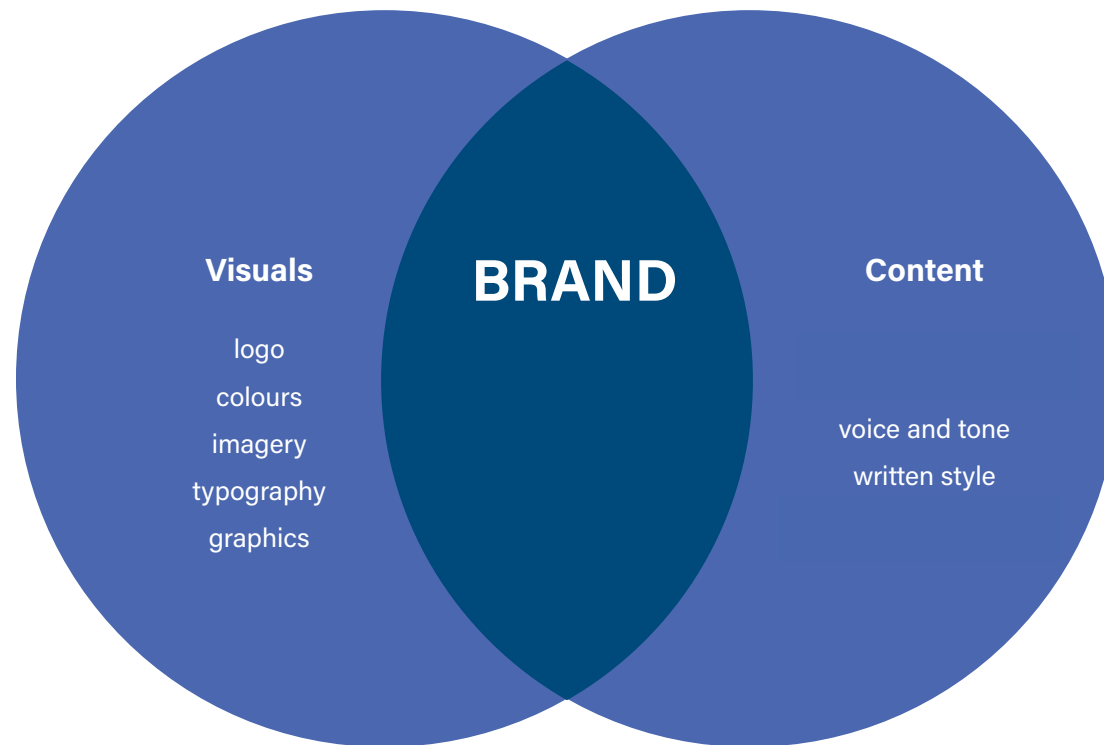 Visuals
logo
colours
imagery
typography
graphics
BRAND
Content
voice and tone
written style